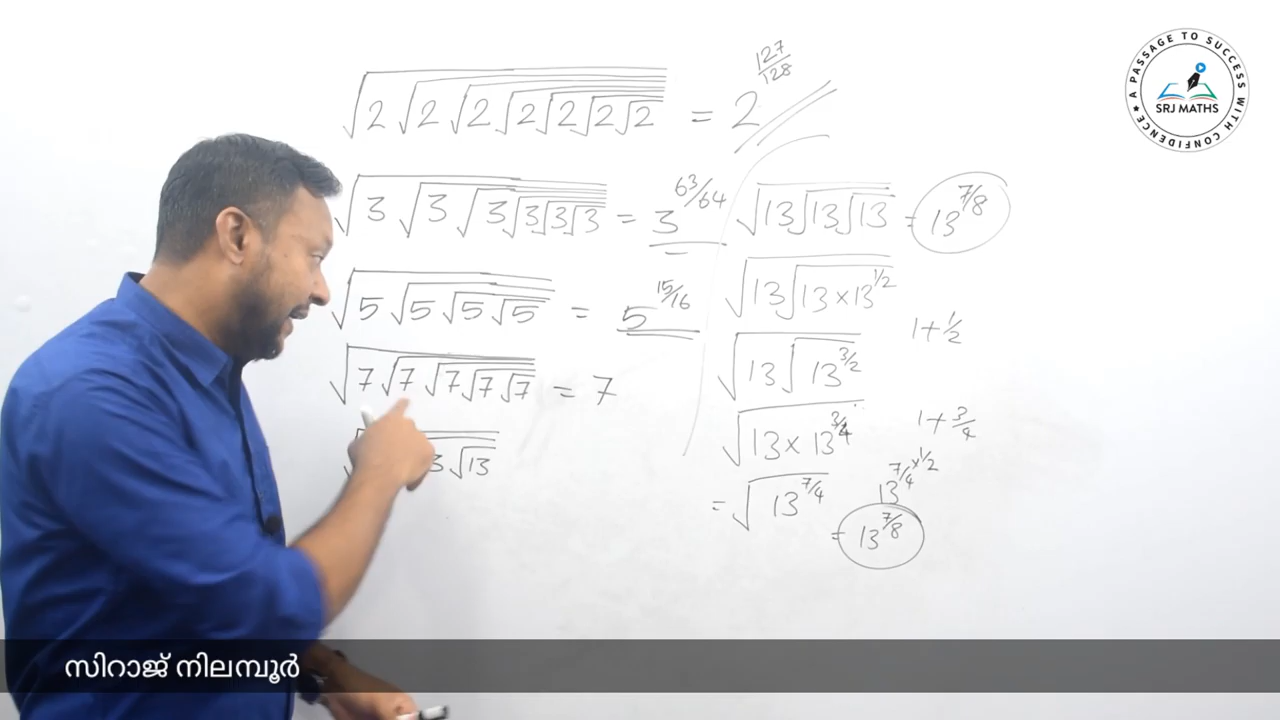 √2√2√2√2√2√2√2 = 2^127/128
√3√3√3√3√3√3 = 3^63/64
√5√5√5√5 = 5^15/16
√7√7√7√7√7 = 7
3√13
√13√13√13 = 13^7/8
√13√13×13^1/2
1+1/2
√13√13^3/2
√13×13^3/4
1+3/4
= √13^7/4
13^7/4×1/2
= 13^7/8
A PASSAGE TO SUCCESS WITH CONFIDENCE
SRJ MATHS
സിറാജ് നിലമ്പൂർ